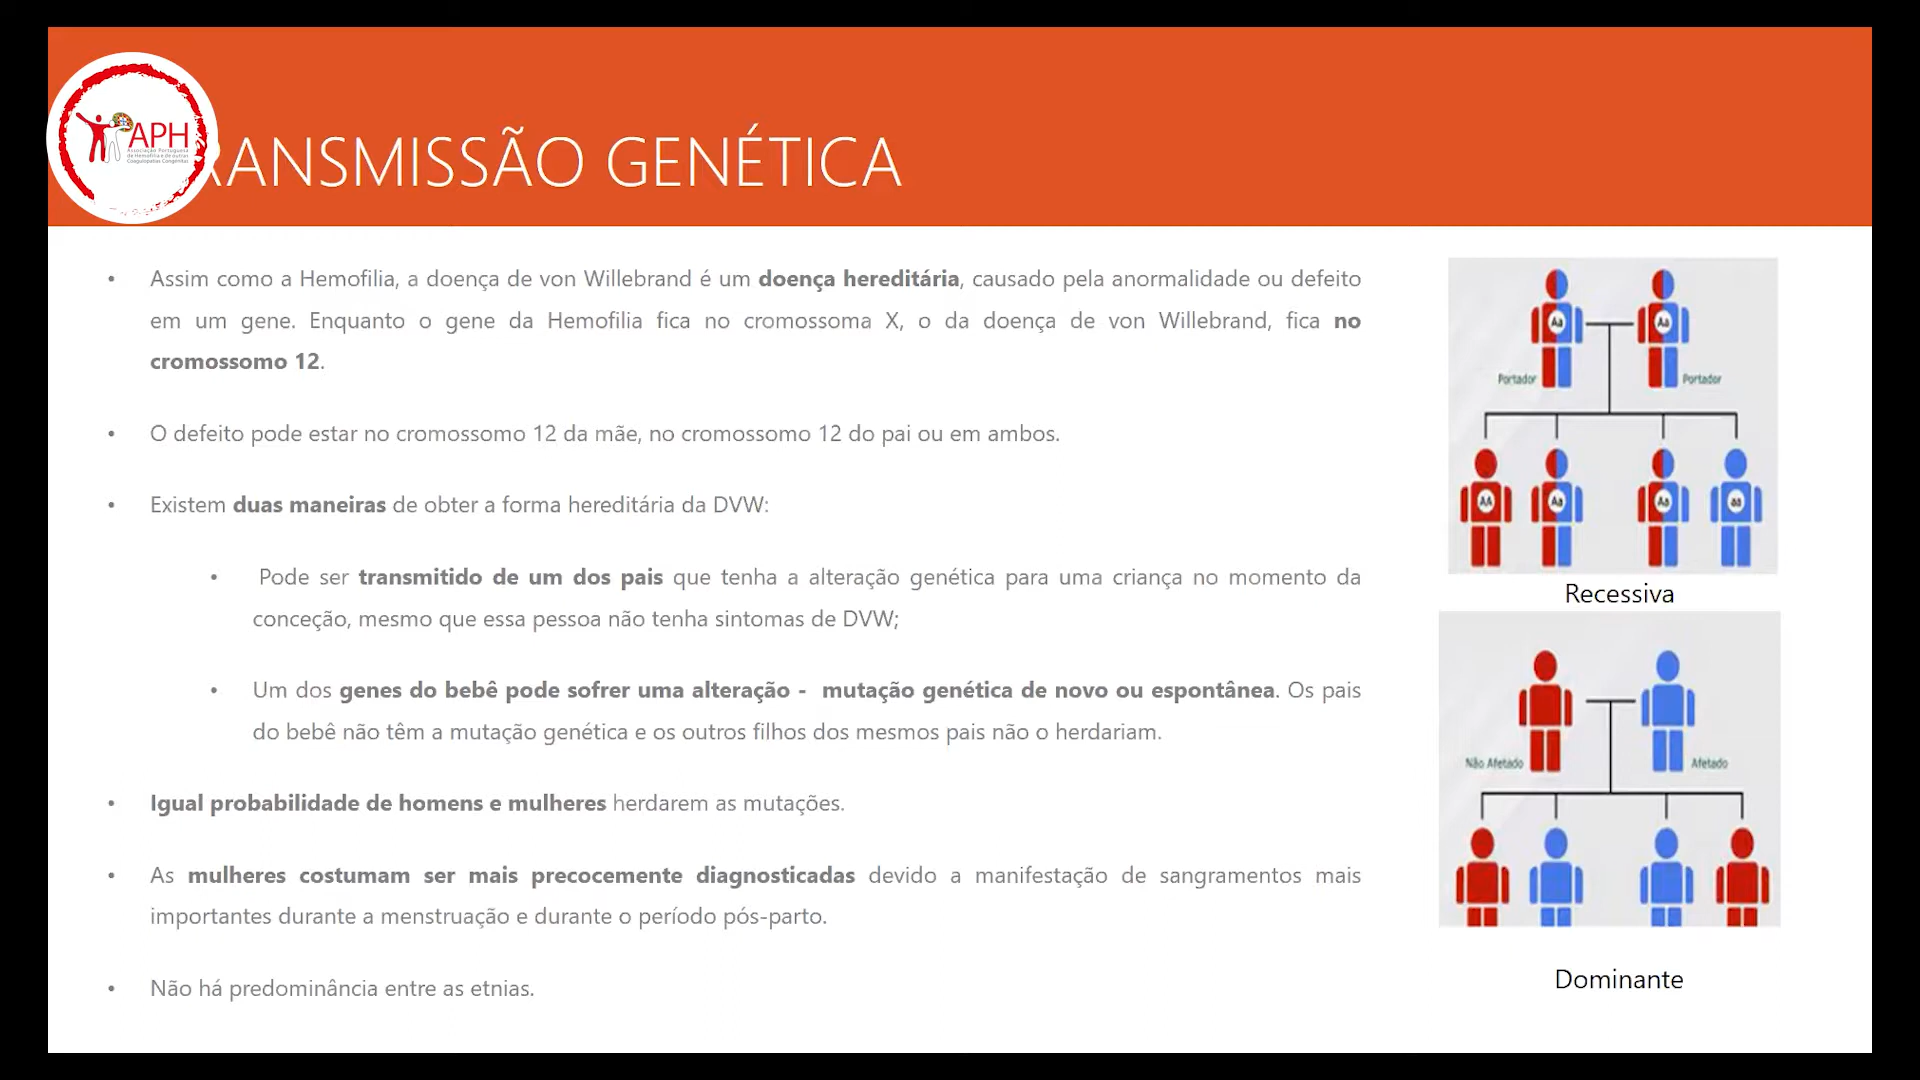 APH
Associação Portuguesa
de Hemofilia e de outras
Coagulopatias Congénitas
RANSMISSÃO GENÉTICA
• Assim como a Hemofilia, a doença de von Willebrand é um doença hereditária, causado pela anormalidade ou defeito
em um gene. Enquanto o gene da Hemofilia fica no cromossoma X, o da doença de von Willebrand, fica no
cromossomo 12.
• O defeito pode estar no cromossomo 12 da mãe, no cromossomo 12 do pai ou em ambos.
• Existem duas maneiras de obter a forma hereditária da DVW:
• Pode ser transmitido de um dos pais que tenha a alteração genética para uma criança no momento da
conceção, mesmo que essa pessoa não tenha sintomas de DVW;
• Um dos genes do bebê pode sofrer uma alteração - mutação genética de novo ou espontânea. Os pais
do bebê não têm a mutação genética e os outros filhos dos mesmos pais não o herdariam.
• Igual probabilidade de homens e mulheres herdarem as mutações.
• As mulheres costumam ser mais precocemente diagnosticadas devido a manifestação de sangramentos mais
importantes durante a menstruação e durante o período pós-parto.
• Não há predominância entre as etnias.
Aa Aa
Portador Portador
AA Aa Aa aa
Recessiva
Não Afetado Afetado
Dominante